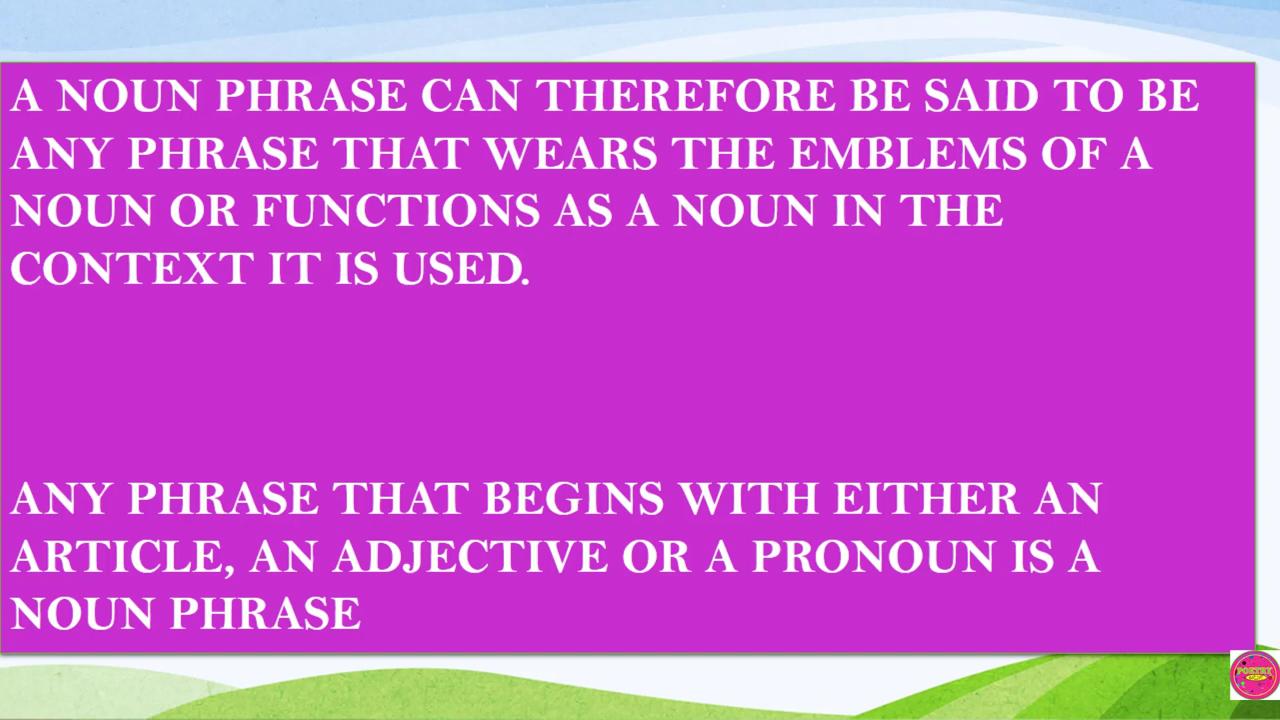 A NOUN PHRASE CAN THEREFORE BE SAID TO BE
ANY PHRASE THAT WEARS THE EMBLEMS OF A
NOUN OR FUNCTIONS AS A NOUN IN THE
CONTEXT IT IS USED.
ANY PHRASE THAT BEGINS WITH EITHER AN
ARTICLE, AN ADJECTIVE OR A PRONOUN IS A
NOUN PHRASE
POETRY